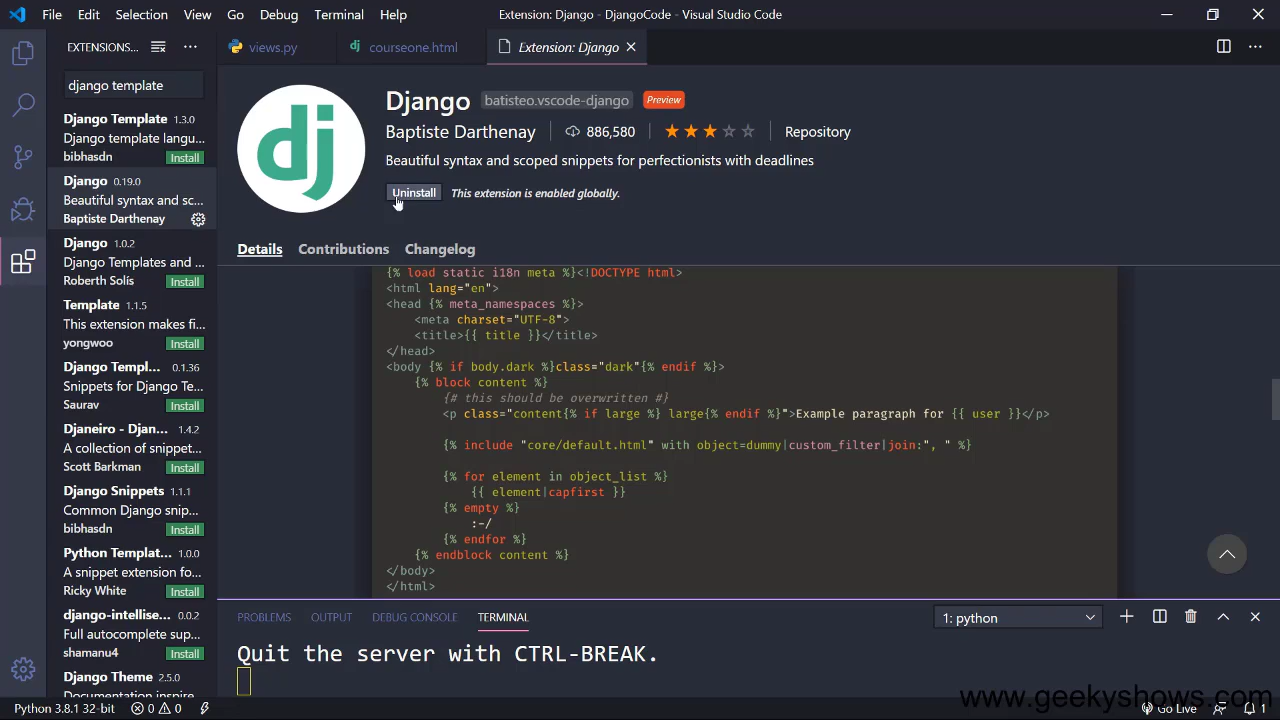 File Edit Selection View Go Debug Terminal Help Extension: Django - DjangoCode - Visual Studio Code
EXTENSIONS... ···
views.py
dj courseone.html
Extension: Django ×
django template
Django Template 1.3.0
Django template langu...
bibhasdn Install
Django 0.19.0
Beautiful syntax and sc...
Baptiste Darthenay
Django 1.0.2
Django Templates and ...
Roberth Solis Install
Template 1.1.5
This extension makes fi...
yongwoo Install
Django Templ... 0.1.36
Snippets for Django Te...
Saurav Install
Djaneiro - Djan... 1.4.2
A collection of snippet...
Scott Barkman Install
Django Snippets 1.1.1
Common Django snip...
bibhasdn Install
Python Templat... 1.0.0
A snippet extension fo...
Ricky White Install
django-intellise... 0.0.2
Full autocomplete sup...
shamanu4 Install
Django Theme 2.5.0
Documentation inspire
dj
Django batisteo.vscode-django Preview
Baptiste Darthenay 886,580 Repository
Beautiful syntax and scoped snippets for perfectionists with deadlines
Uninstall This extension is enabled globally.
Details Contributions Changelog
{% load static i18n meta %}<!DOCTYPE html>
<html lang="en">
<head {% meta_namespaces %}>
<meta charset="UTF-8">
<title>{{ title }}</title>
</head>
<body {% if body.dark %}class="dark"{% endif %}>
{% block content %}
{# this should be overwritten #}
<p class="content{% if large %} large{% endif %}">Example paragraph for {{ user }}</p>
{% include "core/default.html" with object=dummy|custom_filter|join:", " %}
{% for element in object_list %}
{{ element|capfirst }}
{% empty %}
:-/
{% endfor %}
{% endblock content %}
</body>
</html>
PROBLEMS OUTPUT DEBUG CONSOLE TERMINAL 1: python
Quit the server with CTRL-BREAK.
www.geekyshows.com
Python 3.8.1 32-bit 0 0 Go Live 1